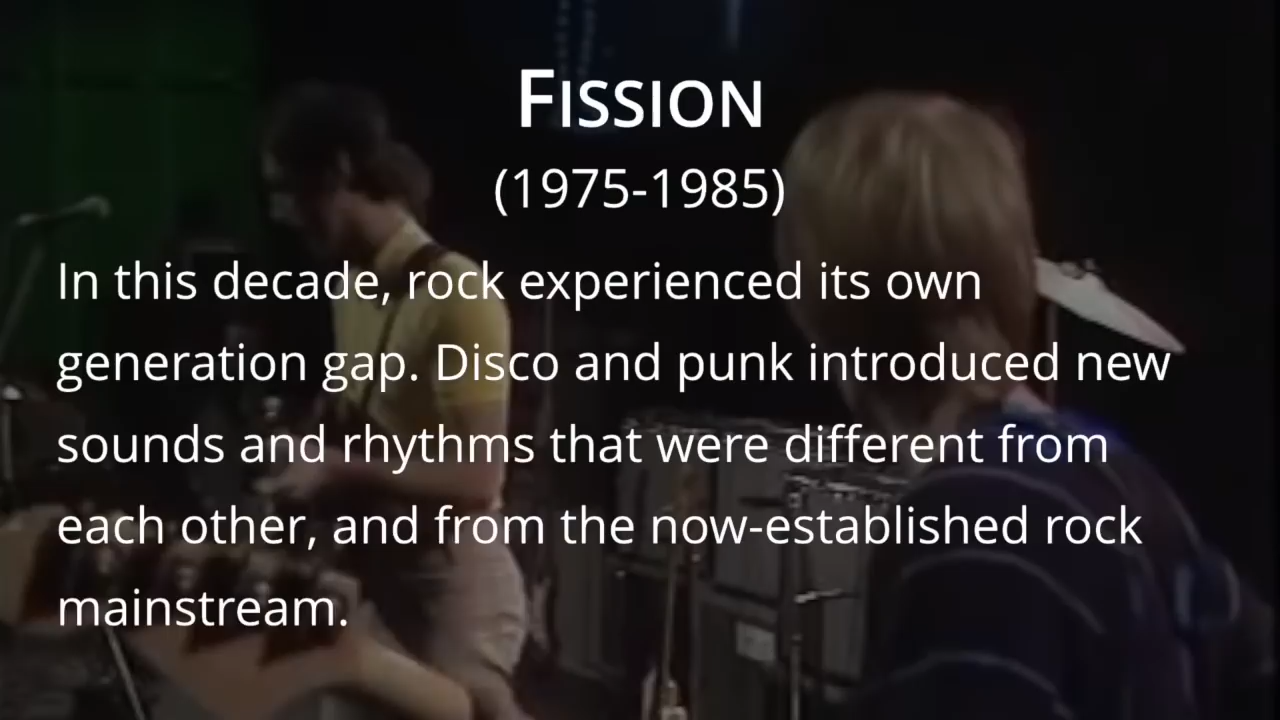 Fission
(1975-1985)
In this decade, rock experienced its own
generation gap. Disco and punk introduced new
sounds and rhythms that were different from
each other, and from the now-established rock
mainstream.